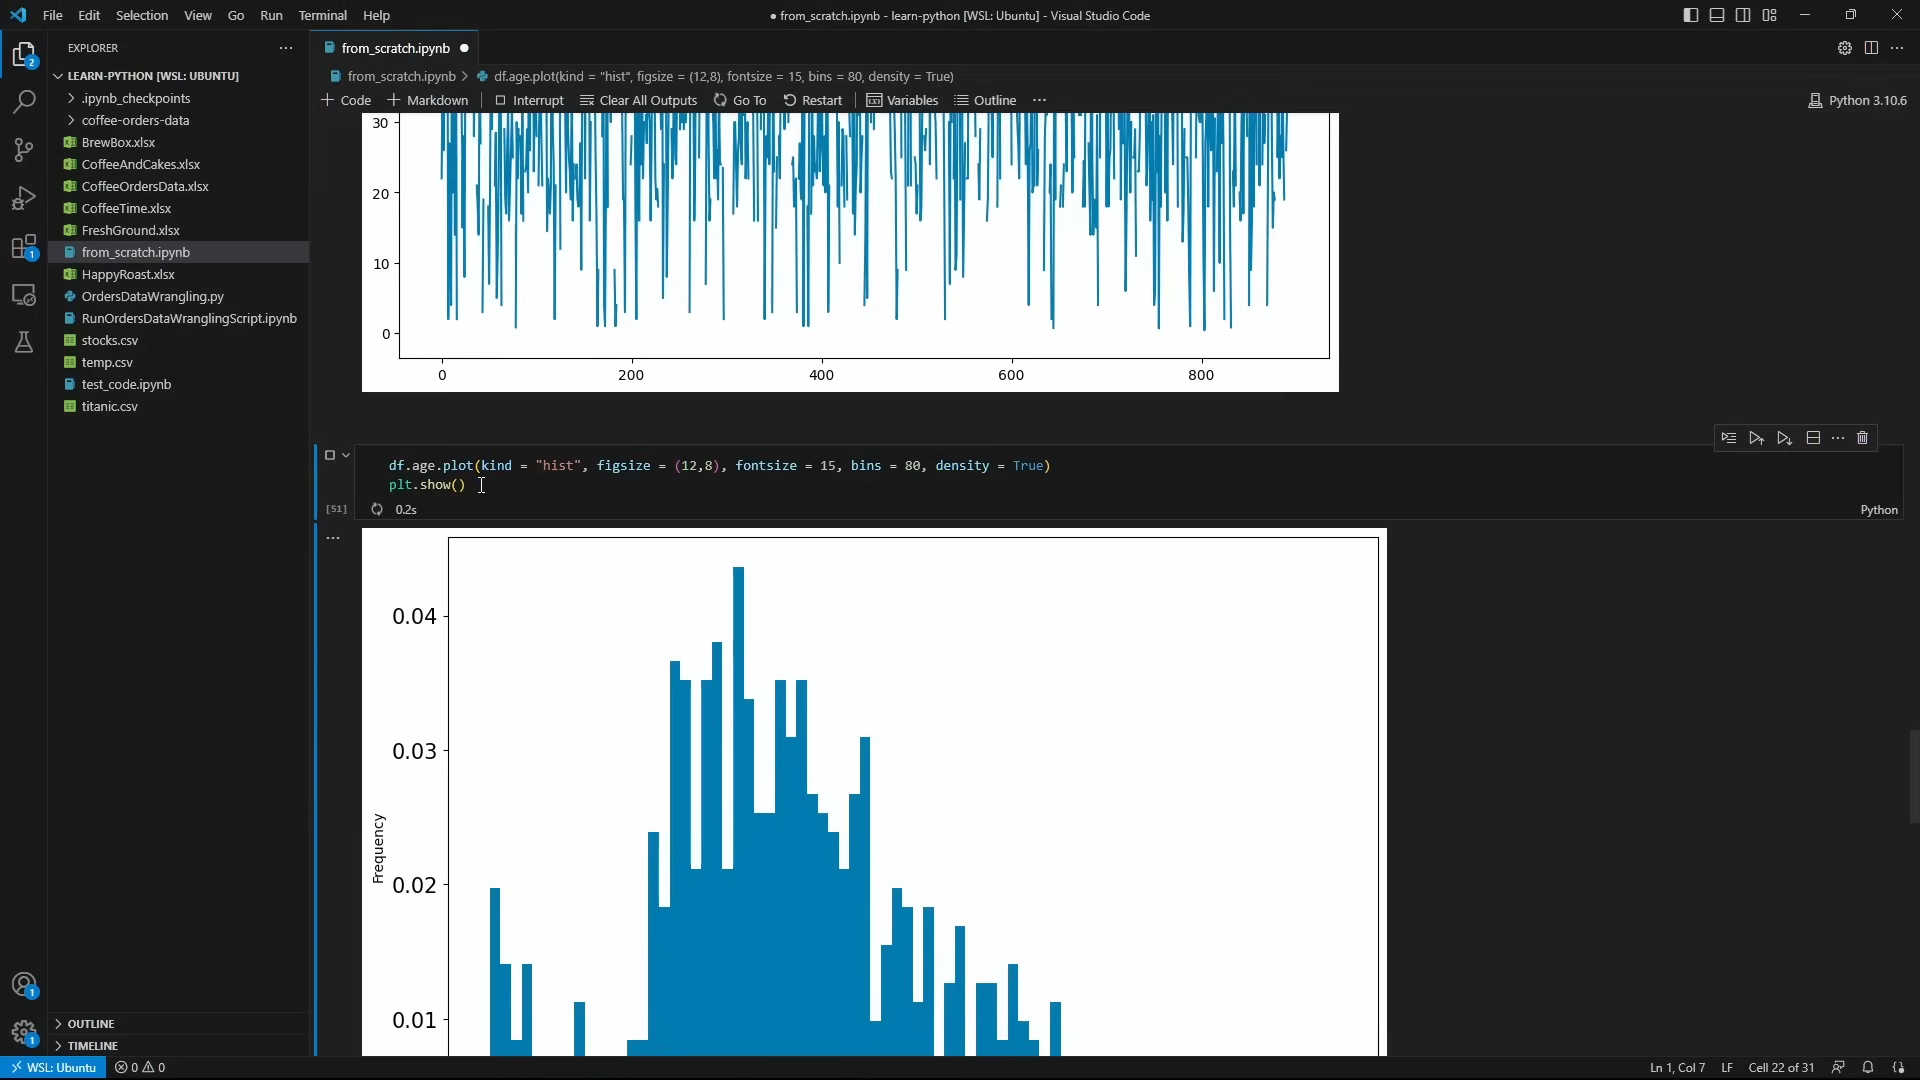 File Edit Selection View Go Run Terminal Help
● from_scratch.ipynb - learn-python [WSL: Ubuntu] - Visual Studio Code
EXPLORER
LEARN-PYTHON [WSL: UBUNTU]
.ipynb_checkpoints
coffee-orders-data
BrewBox.xlsx
CoffeeAndCakes.xlsx
CoffeeOrdersData.xlsx
CoffeeTime.xlsx
FreshGround.xlsx
from_scratch.ipynb
HappyRoast.xlsx
OrdersDataWrangling.py
RunOrdersDataWranglingScript.ipynb
stocks.csv
temp.csv
test_code.ipynb
titanic.csv
OUTLINE
TIMELINE
2
1
1
1
from_scratch.ipynb ●
from_scratch.ipynb > df.age.plot(kind = "hist", figsize = (12,8), fontsize = 15, bins = 80, density = True)
+ Code + Markdown Interrupt Clear All Outputs Go To Restart Variables Outline ...
Python 3.10.6
30
20
10
0
0 200 400 600 800
df.age.plot(kind = "hist", figsize = (12,8), fontsize = 15, bins = 80, density = True)
plt.show()
[51] 0.2s
Python
0.04
0.03
0.02
0.01
Frequency
WSL: Ubuntu 0 0
Ln 1, Col 7 LF Cell 22 of 31